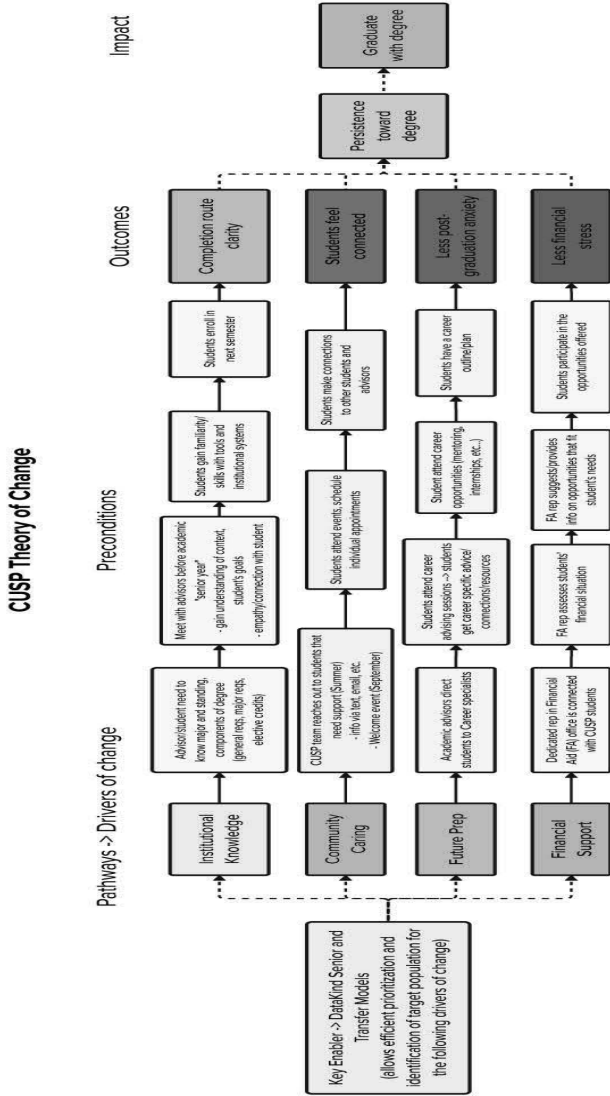 CUSP Theory of Change
Pathways -> Drivers of change
Preconditions
Outcomes
Impact
Key Enabler -> DataKind Senior and
Transfer Models
(allows efficient prioritization and
identification of target population for
the following drivers of change)
Institutional
Knowledge
Advisor/student need to
know major and standing,
components of degree
(general reqs, major reqs,
elective credits)
Meet with advisors before academic
"senior year"
- gain understanding of context,
student's goals
- empathy/connection with student
Students gain familiarity/
skills with tools and
institutional systems
Students enroll in
next semester
Completion route
clarity
Community
Caring
CUSP team reaches out to students that
need support (Summer)
- info via text, email, etc.
- Welcome event (September)
Students attend events, schedule
individual appointments
Students make connections
to other students and
advisors
Students feel
connected
Future Prep
Academic advisors direct
students to Career specialists
Students attend career
advising sessions --> students
get career specific advice/
connections/resources
Student attend career
opportunities (mentoring,
internships, etc...)
Students have a career
outline/plan
Less post-
graduation anxiety
Financial
Support
Dedicated rep in Financial
Aid (FA) office is connected
with CUSP students
FA rep assesses students'
financial situation
FA rep suggests/provides
info on opportunities that fit
student's needs
Students participate in the
opportunities offered
Less financial
stress
Persistence
toward
degree
Graduate
with degree